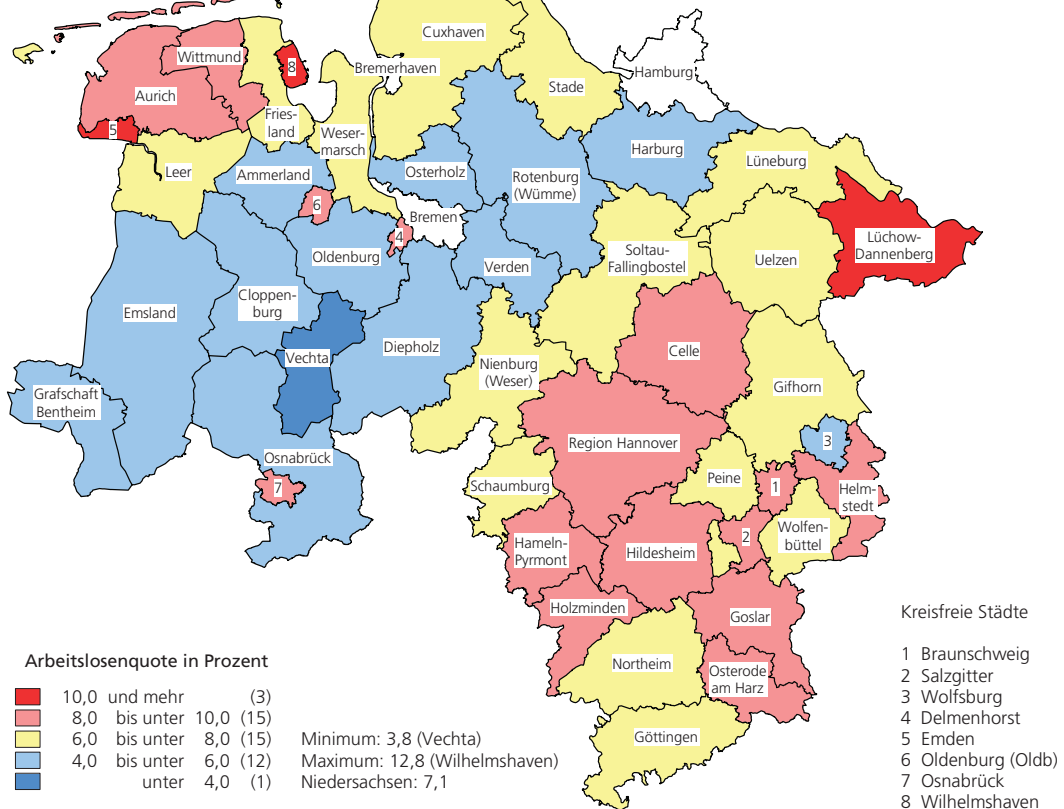 Cuxhaven
Wittmund
8
Bremerhaven
Hamburg
Stade
Aurich
Fries-
land
5
Weser-
marsch
Harburg
Lüneburg
Leer
Ammerland
Osterholz
Rotenburg
(Wümme)
6
Bremen
4
Lüchow-
Dannenberg
Oldenburg
Soltau-
Fallingbostel
Uelzen
Verden
Cloppen-
burg
Emsland
Diepholz
Vechta
Celle
Nienburg
(Weser)
Gifhorn
Grafschaft
Bentheim
Region Hannover
3
Osnabrück
Peine
Schaumburg
7
1
Helm-
stedt
Wolfen-
büttel
2
Hameln-
Pyrmont
Hildesheim
Holzminden
Goslar
Northeim
Osterode
am Harz
Göttingen
Arbeitslosenquote in Prozent
10,0 und mehr (3)
8,0 bis unter 10,0 (15)
6,0 bis unter 8,0 (15) Minimum: 3,8 (Vechta)
4,0 bis unter 6,0 (12) Maximum: 12,8 (Wilhelmshaven)
unter 4,0 (1) Niedersachsen: 7,1
Kreisfreie Städte
1 Braunschweig
2 Salzgitter
3 Wolfsburg
4 Delmenhorst
5 Emden
6 Oldenburg (Oldb)
7 Osnabrück
8 Wilhelmshaven